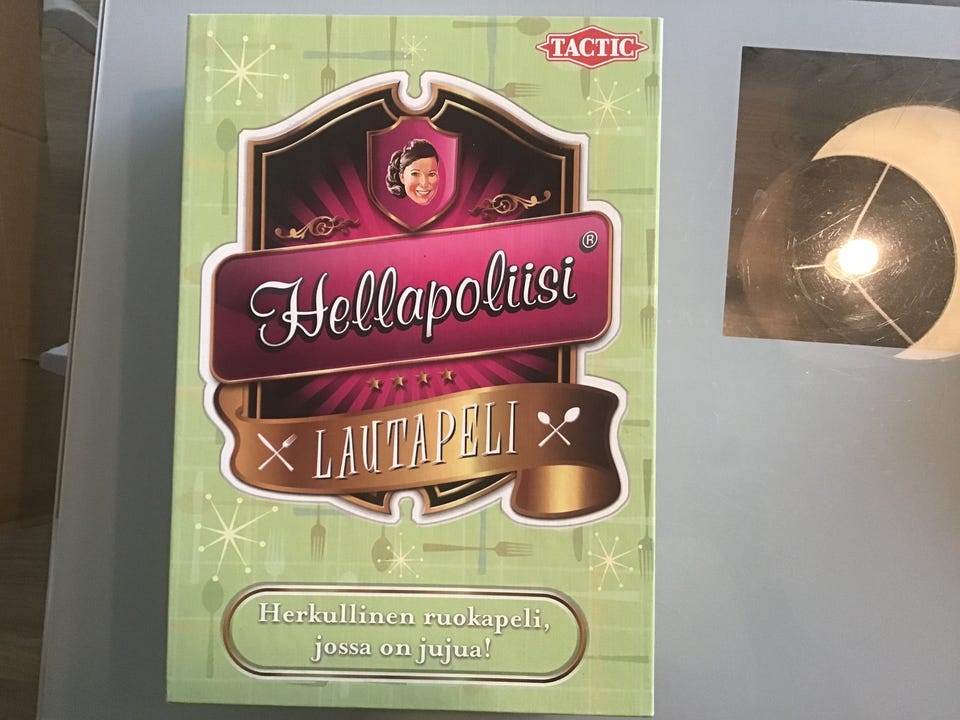 TACTIC
Hellapoliisi®
LAUTAPELI
Herkullinen ruokapeli,
jossa on jujua!